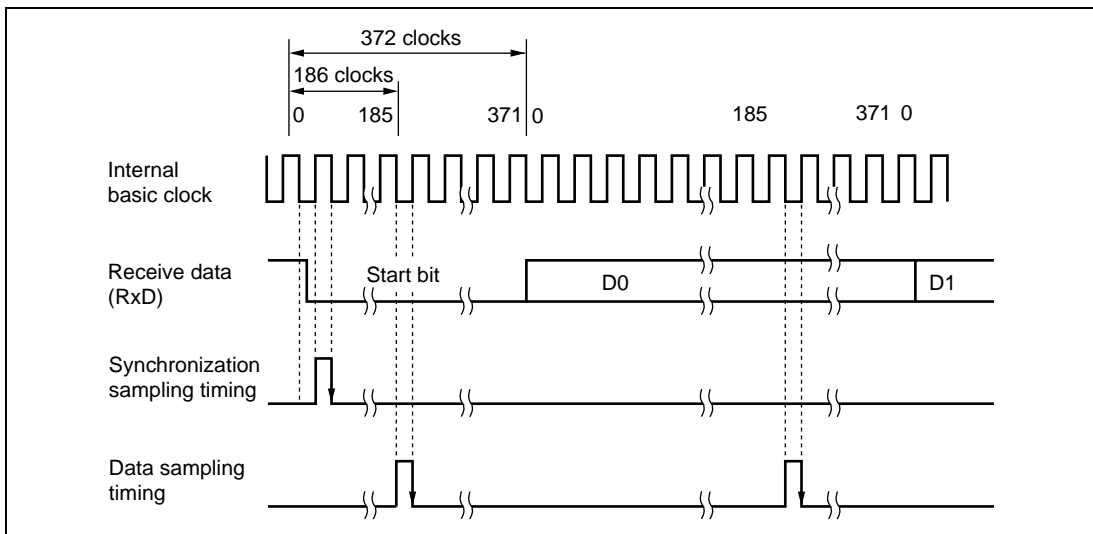 372 clocks
186 clocks
0 185 371 0 185 371 0
Internal
basic clock
Receive data
(RxD)
Start bit D0 D1
Synchronization
sampling timing
Data sampling
timing